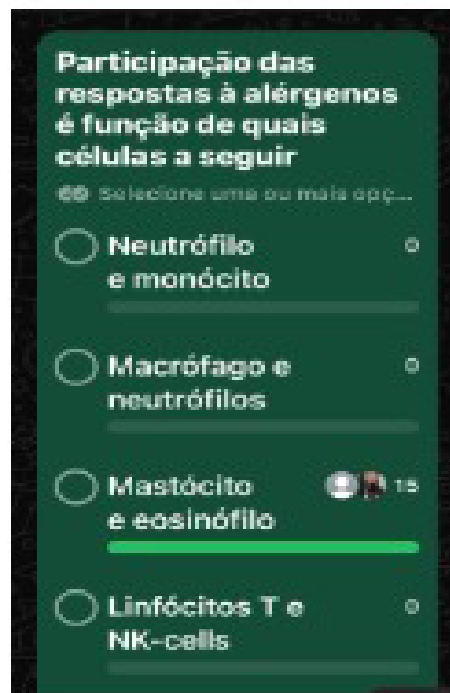 Participação das
respostas à alérgenos
é função de quais
células a seguir
Selecione uma ou mais opç...
Neutrófilo 0
e monócito
Macrófago e 0
neutrófilos
Mastócito 15
e eosinófilo
Linfócitos T e 0
NK-cells